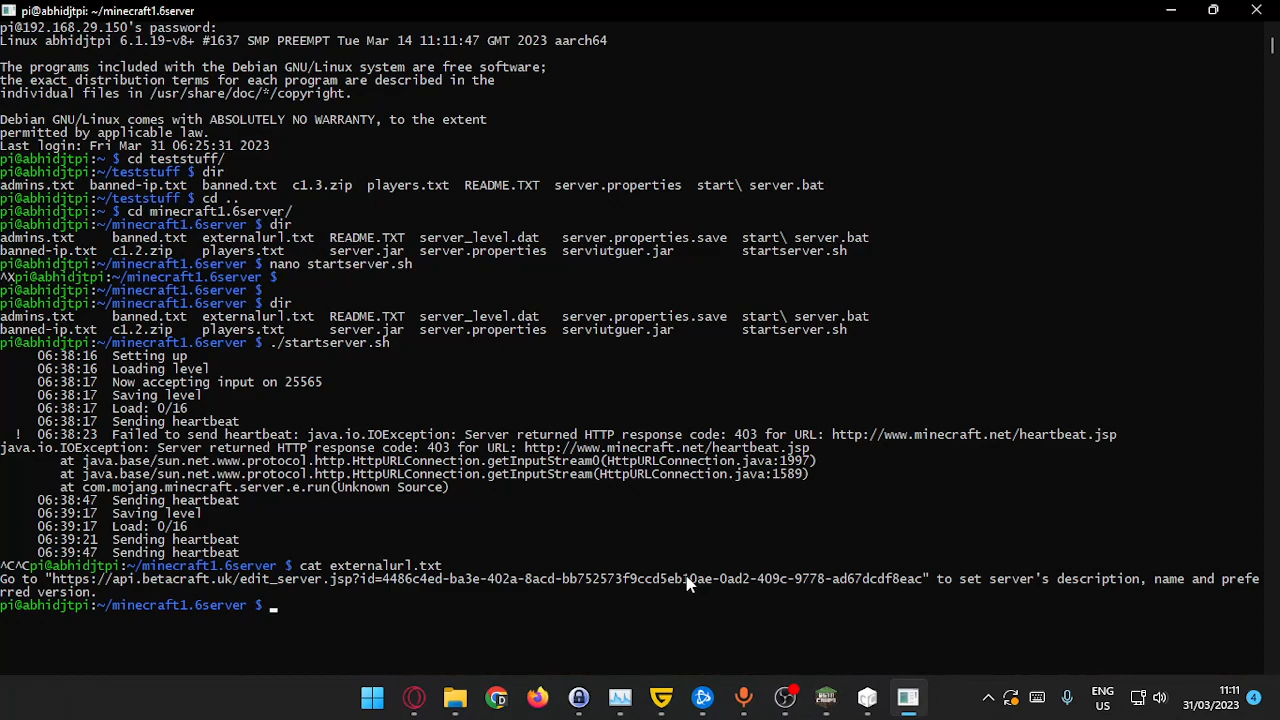 pi@abhidjtpi: ~/minecraft1.6server
pi@192.168.29.150's password:
Linux abhidjtpi 6.1.19-v8+ #1637 SMP PREEMPT Tue Mar 14 11:11:47 GMT 2023 aarch64
The programs included with the Debian GNU/Linux system are free software;
the exact distribution terms for each program are described in the
individual files in /usr/share/doc/*/copyright.
Debian GNU/Linux comes with ABSOLUTELY NO WARRANTY, to the extent
permitted by applicable law.
Last login: Fri Mar 31 06:25:31 2023
pi@abhidjtpi:~ $ cd teststuff/
pi@abhidjtpi:~/teststuff $ dir
admins.txt  banned-ip.txt  banned.txt  c1.3.zip  players.txt  README.TXT  server.properties  start\ server.bat
pi@abhidjtpi:~/teststuff $ cd ..
pi@abhidjtpi:~ $ cd minecraft1.6server/
pi@abhidjtpi:~/minecraft1.6server $ dir
admins.txt     banned.txt  externalurl.txt  README.TXT  server_level.dat   server.properties.save  start\ server.bat
banned-ip.txt  c1.2.zip    players.txt      server.jar  server.properties  serviutguer.jar         startserver.sh
pi@abhidjtpi:~/minecraft1.6server $ nano startserver.sh
^Xpi@abhidjtpi:~/minecraft1.6server $
pi@abhidjtpi:~/minecraft1.6server $
pi@abhidjtpi:~/minecraft1.6server $ dir
admins.txt     banned.txt  externalurl.txt  README.TXT  server_level.dat   server.properties.save  start\ server.bat
banned-ip.txt  c1.2.zip    players.txt      server.jar  server.properties  serviutguer.jar         startserver.sh
pi@abhidjtpi:~/minecraft1.6server $ ./startserver.sh
06:38:16  Setting up
06:38:16  Loading level
06:38:17  Now accepting input on 25565
06:38:17  Saving level
06:38:17  Load: 0/16
06:38:17  Sending heartbeat
!  06:38:23  Failed to send heartbeat: java.io.IOException: Server returned HTTP response code: 403 for URL: http://www.minecraft.net/heartbeat.jsp
java.io.IOException: Server returned HTTP response code: 403 for URL: http://www.minecraft.net/heartbeat.jsp
at java.base/sun.net.www.protocol.http.HttpURLConnection.getInputStream0(HttpURLConnection.java:1997)
at java.base/sun.net.www.protocol.http.HttpURLConnection.getInputStream(HttpURLConnection.java:1589)
at com.mojang.minecraft.server.e.run(Unknown Source)
06:38:47  Sending heartbeat
06:39:17  Saving level
06:39:17  Load: 0/16
06:39:21  Sending heartbeat
06:39:47  Sending heartbeat
^C^Cpi@abhidjtpi:~/minecraft1.6server $ cat externalurl.txt
Go to "https://api.betacraft.uk/edit_server.jsp?id=4486c4ed-ba3e-402a-8acd-bb752573f9ccd5eb10ae-0ad2-409c-9778-ad67dcdf8eac" to set server's description, name and prefe
rred version.
pi@abhidjtpi:~/minecraft1.6server $
ENG
US
11:11
31/03/2023
4